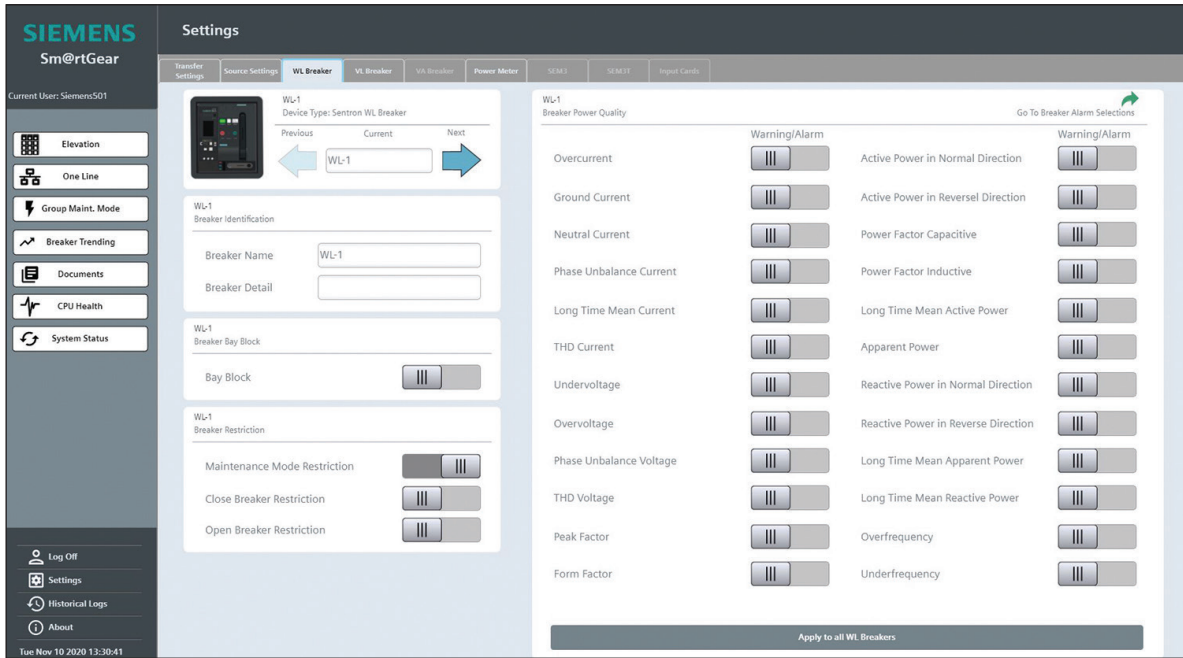 SIEMENS
Sm@rtGear
Current User: Siemens501
Elevation
One Line
Group Maint. Mode
Breaker Trending
Documents
CPU Health
System Status
Log Off
Settings
Historical Logs
About
Tue Nov 10 2020 13:30:41
Settings
Transfer
Settings
Source Settings
WL Breaker
VL Breaker
VA Breaker
Power Meter
SEM3
SEM3T
Input Cards
WL-1
Device Type: Sentron WL Breaker
Previous Current Next
WL-1
WL-1
Breaker Identification
Breaker Name WL-1
Breaker Detail
WL-1
Breaker Bay Block
Bay Block
WL-1
Breaker Restriction
Maintenance Mode Restriction
Close Breaker Restriction
Open Breaker Restriction
WL-1
Breaker Power Quality
Go To Breaker Alarm Selections
Warning/Alarm Warning/Alarm
Overcurrent Active Power in Normal Direction
Ground Current Active Power in Reversel Direction
Neutral Current Power Factor Capacitive
Phase Unbalance Current Power Factor Inductive
Long Time Mean Current Long Time Mean Active Power
THD Current Apparent Power
Undervoltage Reactive Power in Normal Direction
Overvoltage Reactive Power in Reverse Direction
Phase Unbalance Voltage Long Time Mean Apparent Power
THD Voltage Long Time Mean Reactive Power
Peak Factor Overfrequency
Form Factor Underfrequency
Apply to all WL Breakers